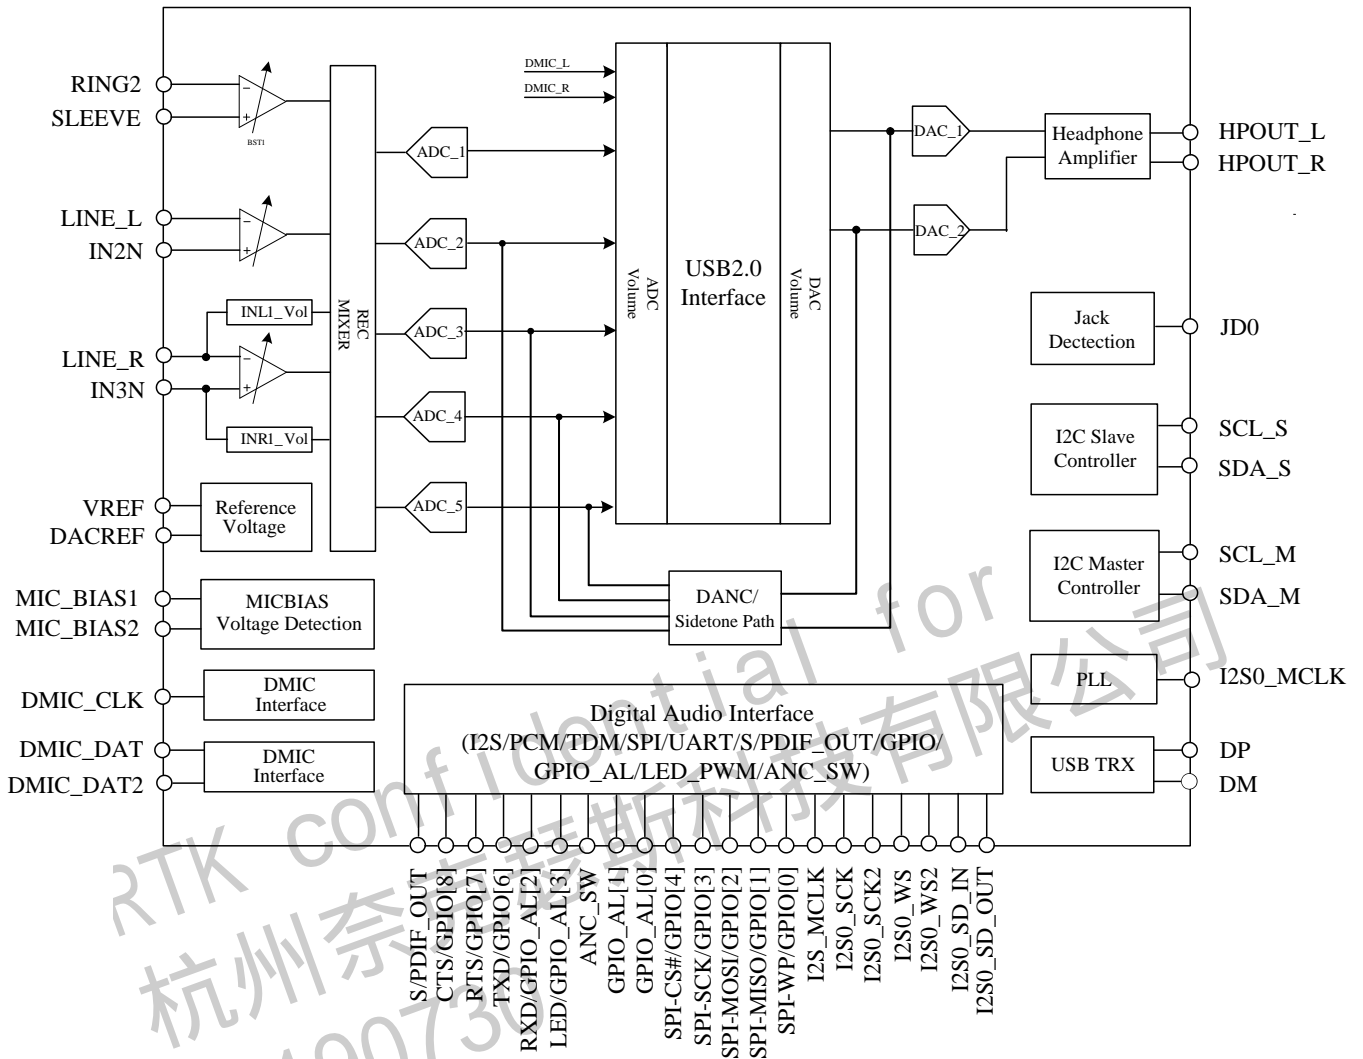 RING2
SLEEVE
BST1
LINE_L
IN2N
INL1_Vol
LINE_R
IN3N
INR1_Vol
VREF
DACREF
Reference
Voltage
MIC_BIAS1
MIC_BIAS2
MICBIAS
Voltage Detection
DMIC_CLK
DMIC
Interface
DMIC_DAT
DMIC_DAT2
DMIC
Interface
REC
MIXER
ADC_1
ADC_2
ADC_3
ADC_4
ADC_5
DMIC_L
DMIC_R
ADC
Volume
USB2.0
Interface
DAC
Volume
DANC/
Sidetone Path
DAC_1
DAC_2
Headphone
Amplifier
HPOUT_L
HPOUT_R
Jack
Dectection
JD0
I2C Slave
Controller
SCL_S
SDA_S
I2C Master
Controller
SCL_M
SDA_M
PLL
I2S0_MCLK
USB TRX
DP
DM
Digital Audio Interface
(I2S/PCM/TDM/SPI/UART/S/PDIF_OUT/GPIO/
GPIO_AL/LED_PWM/ANC_SW)
S/PDIF_OUT
CTS/GPIO[8]
RTS/GPIO[7]
TXD/GPIO[6]
RXD/GPIO_AL[2]
LED/GPIO_AL[3]
ANC_SW
GPIO_AL[1]
GPIO_AL[0]
SPI-CS#/GPIO[4]
SPI-SCK/GPIO[3]
SPI-MOSI/GPIO[2]
SPI-MISO/GPIO[1]
SPI-WP/GPIO[0]
I2S_MCLK
I2S0_SCK
I2S0_SCK2
I2S0_WS
I2S0_WS2
I2S0_SD_IN
I2S0_SD_OUT
RTK confidential for
杭州奈克瑟斯科技有限公司